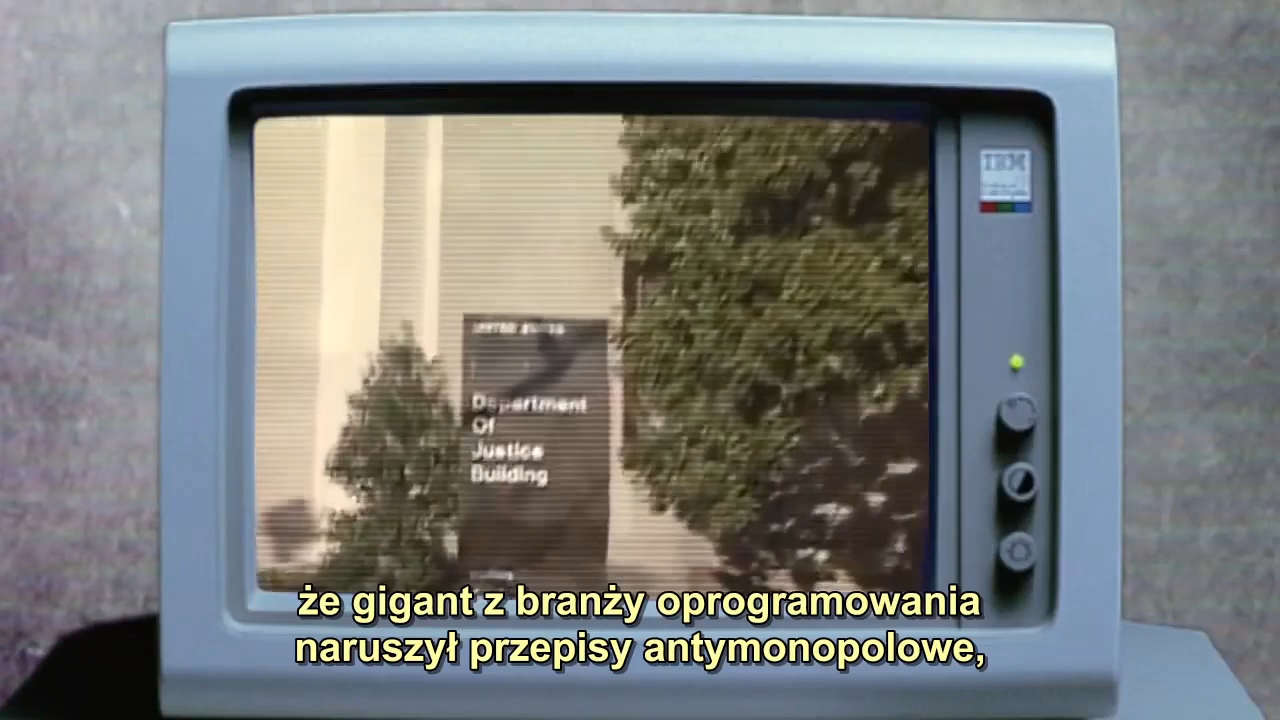 IBM
Department
Of
Justice
Building
że gigant z branży oprogramowania
naruszył przepisy antymonopolowe,